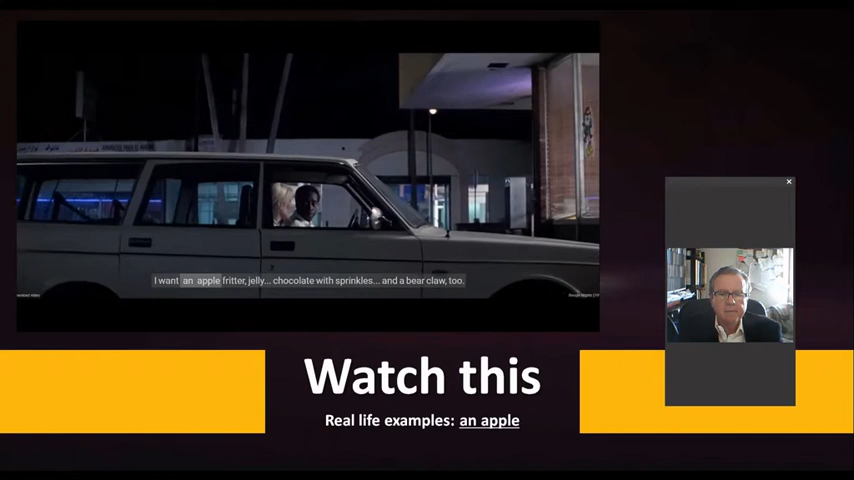 I want an apple fritter, jelly... chocolate with sprinkles... and a bear claw, too.
Watch this
Real life examples: an apple